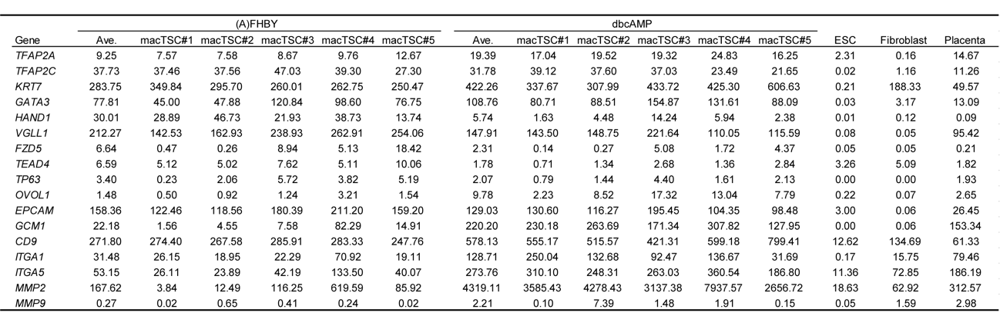 (A)FHBY dbcAMP
Gene Ave. macTSC#1 macTSC#2 macTSC#3 macTSC#4 macTSC#5 Ave. macTSC#1 macTSC#2 macTSC#3 macTSC#4 macTSC#5 ESC Fibroblast Placenta
TFAP2A 9.25 7.57 7.58 8.67 9.76 12.67 19.39 17.04 19.52 19.32 24.83 16.25 2.31 0.16 14.67
TFAP2C 37.73 37.46 37.56 47.03 39.30 27.30 31.78 39.12 37.60 37.03 23.49 21.65 0.02 1.16 11.26
KRT7 283.75 349.84 295.70 260.01 262.75 250.47 422.26 337.67 307.99 433.72 425.30 606.63 0.21 188.33 49.57
GATA3 77.81 45.00 47.88 120.84 98.60 76.75 108.76 80.71 88.51 154.87 131.61 88.09 0.03 3.17 13.09
HAND1 30.01 28.89 46.73 21.93 38.73 13.74 5.74 1.63 4.48 14.24 5.94 2.38 0.01 0.12 0.09
VGLL1 212.27 142.53 162.93 238.93 262.91 254.06 147.91 143.50 148.75 221.64 110.05 115.59 0.08 0.05 95.42
FZD5 6.64 0.47 0.26 8.94 5.13 18.42 2.31 0.14 0.27 5.08 1.72 4.37 0.05 0.05 0.21
TEAD4 6.59 5.12 5.02 7.62 5.11 10.06 1.78 0.71 1.34 2.68 1.36 2.84 3.26 5.09 1.82
TP63 3.40 0.23 2.06 5.72 3.82 5.19 2.07 0.79 1.44 4.40 1.61 2.13 0.00 0.00 1.93
OVOL1 1.48 0.50 0.92 1.24 3.21 1.54 9.78 2.23 8.52 17.32 13.04 7.79 0.22 0.07 2.65
EPCAM 158.36 122.46 118.56 180.39 211.20 159.20 129.03 130.60 116.27 195.45 104.35 98.48 3.00 0.06 26.45
GCM1 22.18 1.56 4.55 7.58 82.29 14.91 220.20 230.18 263.69 171.34 307.82 127.95 0.00 0.06 153.34
CD9 271.80 274.40 267.58 285.91 283.33 247.76 578.13 555.17 515.57 421.31 599.18 799.41 12.62 134.69 61.33
ITGA1 31.48 26.15 18.95 22.29 70.92 19.11 128.71 250.04 132.68 92.47 136.67 31.69 0.17 15.75 79.46
ITGA5 53.15 26.11 23.89 42.19 133.50 40.07 273.76 310.10 248.31 263.03 360.54 186.80 11.36 72.85 186.19
MMP2 167.62 3.84 12.49 116.25 619.59 85.92 4319.11 3585.43 4278.43 3137.38 7937.57 2656.72 18.63 62.92 312.57
MMP9 0.27 0.02 0.65 0.41 0.24 0.02 2.21 0.10 7.39 1.48 1.91 0.15 0.05 1.59 2.98